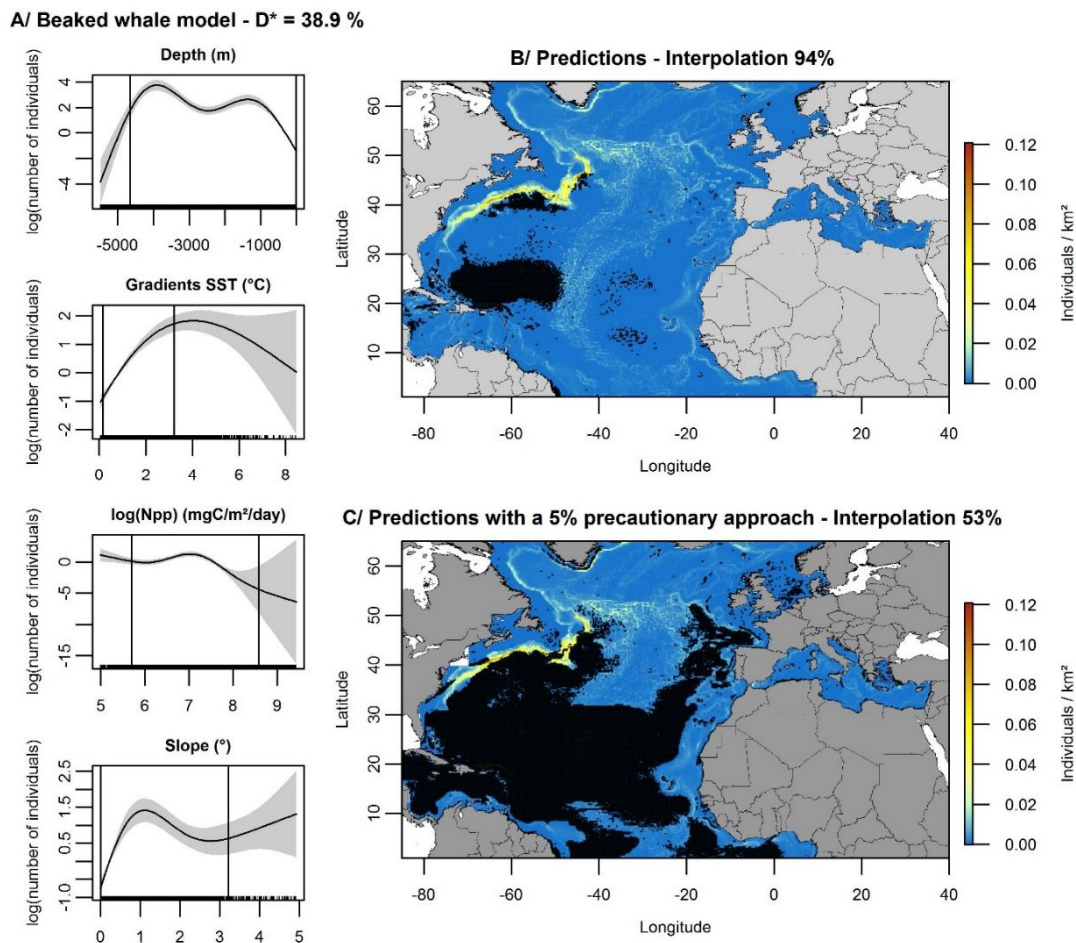 A/ Beaked whale model - D* = 38.9 %
Depth (m)
log(number of individuals)
4
2
0
4
-5000 -3000 -1000
Gradients SST (°C)
log(number of individuals)
2
1
0
-1
-2
0 2 4 6 8
log(Npp) (mgC/m²/day)
log(number of individuals)
0
-5
-15
5 6 7 8 9
Slope (°)
log(number of individuals)
2.5
1.5
0.5
-1.0
0 1 2 3 4 5
B/ Predictions - Interpolation 94%
Latitude
60
50
40
30
20
10
-80 -60 -40 -20 0 20 40
Longitude
0.12
0.10
0.08
0.06
0.04
0.02
0.00
Individuals / km²
C/ Predictions with a 5% precautionary approach - Interpolation 53%
Latitude
60
50
40
30
20
10
-80 -60 -40 -20 0 20 40
Longitude
0.12
0.10
0.08
0.06
0.04
0.02
0.00
Individuals / km²